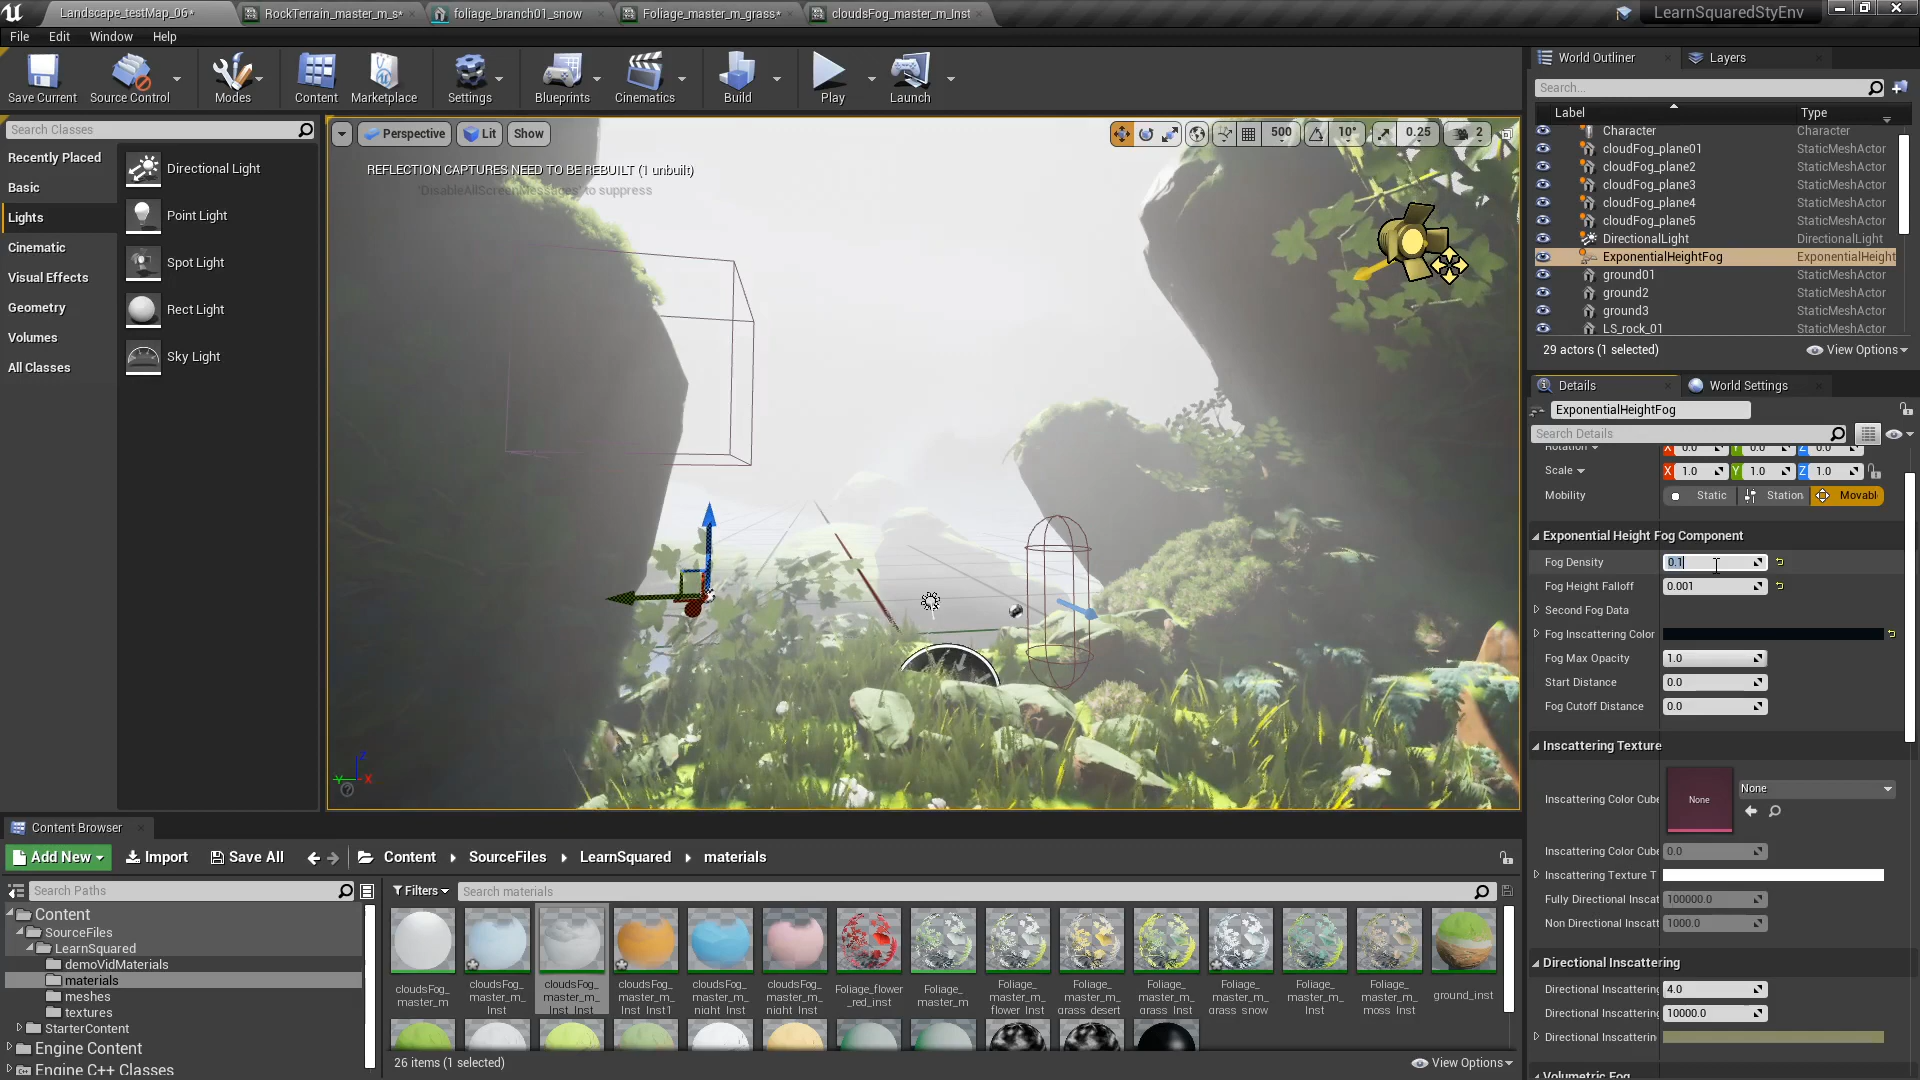 Landscape_testMap_06*
RockTerrain_master_m_s*
foliage_branch01_snow
Foliage_master_m_grass*
cloudsFog_master_m_Inst
LearnSquaredStyEnv
File Edit Window Help
Save Current
Source Control
Modes
Content
Marketplace
Settings
Blueprints
Cinematics
Build
Play
Launch
Search Classes
Recently Placed
Basic
Lights
Cinematic
Visual Effects
Geometry
Volumes
All Classes
Directional Light
Point Light
Spot Light
Rect Light
Sky Light
Perspective Lit Show
500 10° 0.25 2
REFLECTION CAPTURES NEED TO BE REBUILT (1 unbuilt)
'DisableAllScreenMessages' to suppress
World Outliner Layers
Search...
Label Type
Character Character
cloudFog_plane01 StaticMeshActor
cloudFog_plane2 StaticMeshActor
cloudFog_plane3 StaticMeshActor
cloudFog_plane4 StaticMeshActor
cloudFog_plane5 StaticMeshActor
DirectionalLight DirectionalLight
ExponentialHeightFog ExponentialHeight
ground01 StaticMeshActor
ground2 StaticMeshActor
ground3 StaticMeshActor
LS_rock_01 StaticMeshActor
29 actors (1 selected) View Options
Details World Settings
ExponentialHeightFog
Search Details
Rotation X 0.0 Y 0.0 Z 0.0
Scale X 1.0 Y 1.0 Z 1.0
Mobility Static Station Movabl
Exponential Height Fog Component
Fog Density 0.1
Fog Height Falloff 0.001
Second Fog Data
Fog Inscattering Color
Fog Max Opacity 1.0
Start Distance 0.0
Fog Cutoff Distance 0.0
Inscattering Texture
Inscattering Color Cube None None
Inscattering Color Cube 0.0
Inscattering Texture T
Fully Directional Inscat 100000.0
Non Directional Inscatt 1000.0
Directional Inscattering
Directional Inscattering 4.0
Directional Inscattering 10000.0
Directional Inscatterin
Volumetric Fog
Content Browser
Add New Import Save All Content SourceFiles LearnSquared materials
Search Paths
Filters Search materials
Content
SourceFiles
LearnSquared
demoVidMaterials
materials
meshes
textures
StarterContent
Engine Content
Engine C++ Classes
cloudsFog_
master_m
cloudsFog_
master_m_
Inst
cloudsFog_
master_m_
Inst_Inst
cloudsFog_
master_m_
Inst_Inst1
cloudsFog_
master_m_
night_Inst
cloudsFog_
master_m_
night_Inst
Foliage_flower
_red_inst
Foliage_
master_m
Foliage_
master_m_
flower_Inst
Foliage_
master_m_
grass_desert
Foliage_
master_m_
grass_Inst
Foliage_
master_m_
grass_snow
Foliage_
master_m_
Inst
Foliage_
master_m_
moss_Inst
ground_inst
26 items (1 selected) View Options
X
Y